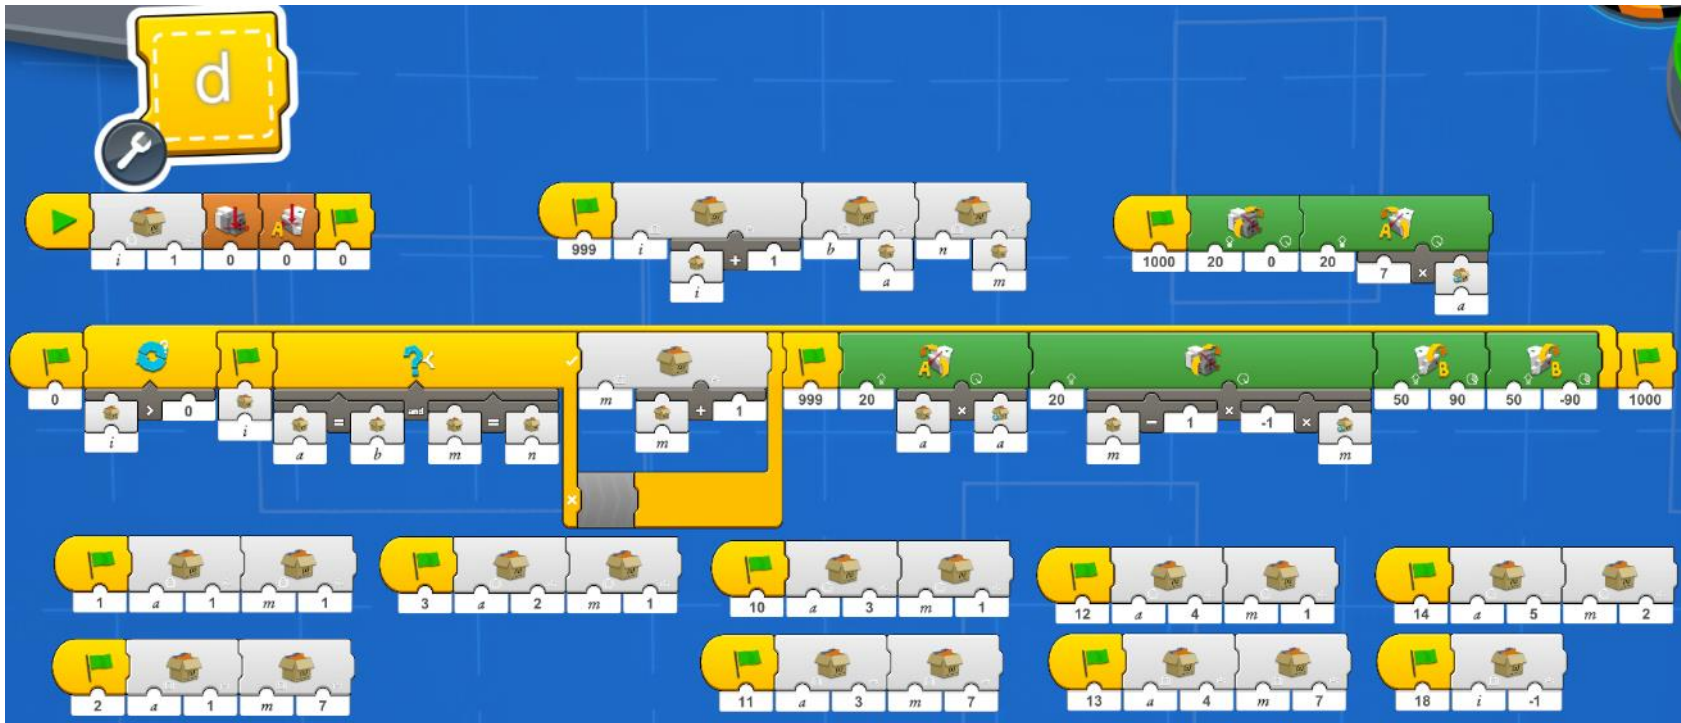 d
i 1 0 A 0 0
999 i i + 1 b a n m
1000 20 0 20 A 7 × a
0 i > 0 i a = b and m = n m m + 1 999 20 A a × a 20 m − 1 × -1 × m 50 B 90 50 B -90 1000
1 a 1 m 1
3 a 2 m 1
10 a 3 m 1
12 a 4 m 1
14 a 5 m 2
2 a 1 m 7
11 a 3 m 7
13 a 4 m 7
18 i -1